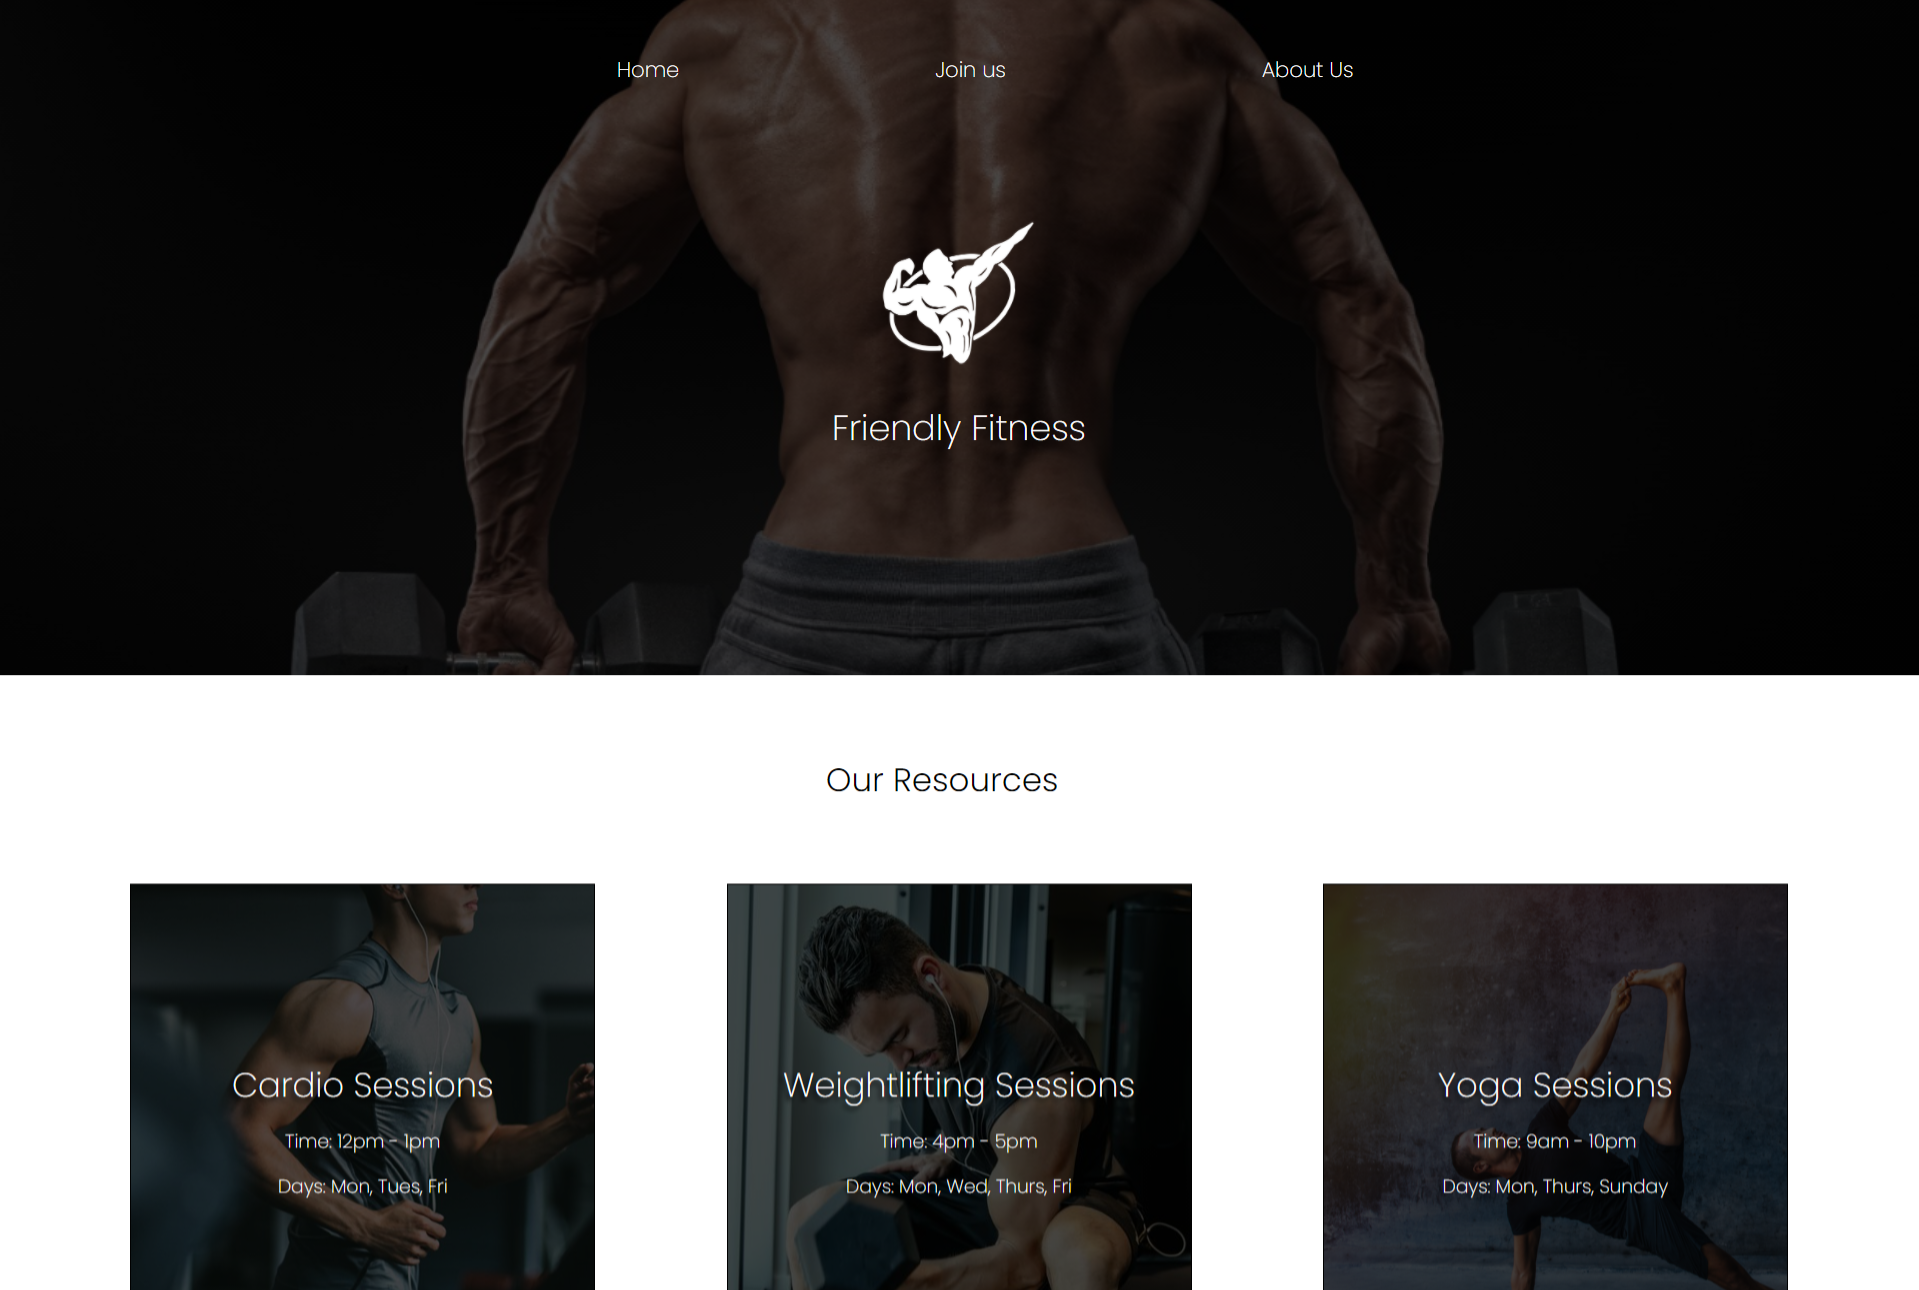 Home Join us About Us
Friendly Fitness
Our Resources
Cardio Sessions
Time: 12pm - 1pm
Days: Mon, Tues, Fri
Weightlifting Sessions
Time: 4pm - 5pm
Days: Mon, Wed, Thurs, Fri
Yoga Sessions
Time: 9am - 10pm
Days: Mon, Thurs, Sunday